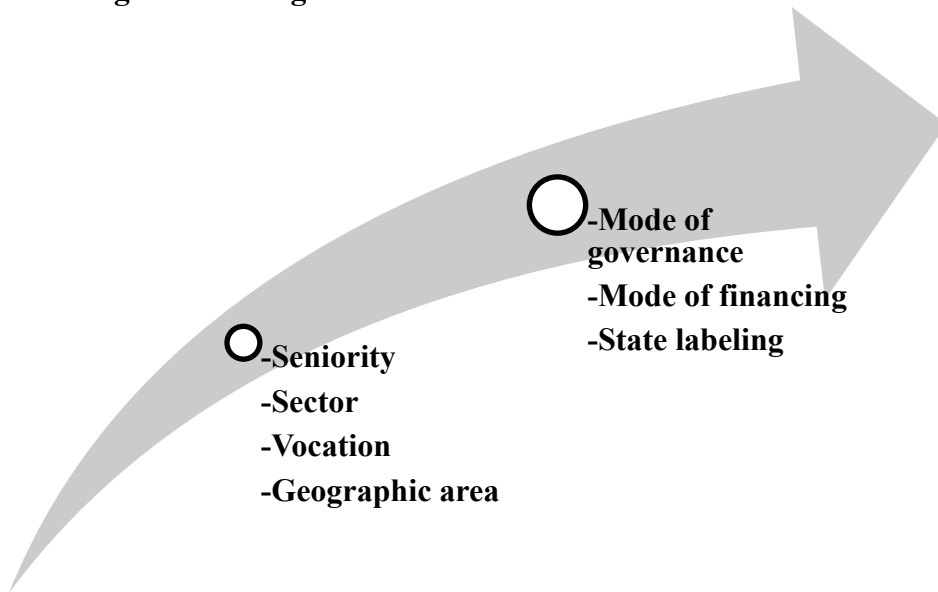 -Mode of
governance
-Mode of financing
-State labeling
-Seniority
-Sector
-Vocation
-Geographic area